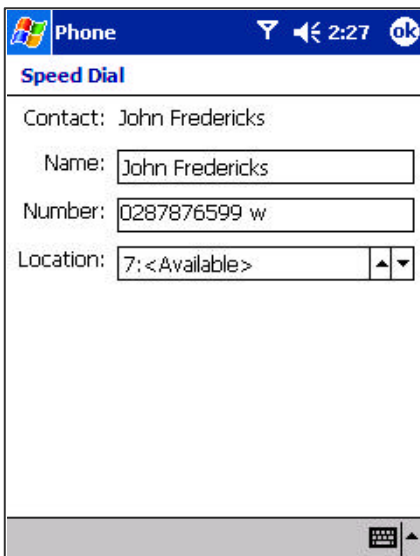 Phone 2:27 ok
Speed Dial
Contact: John Fredericks
Name: John Fredericks
Number: 0287876599 w
Location: 7:<Available>